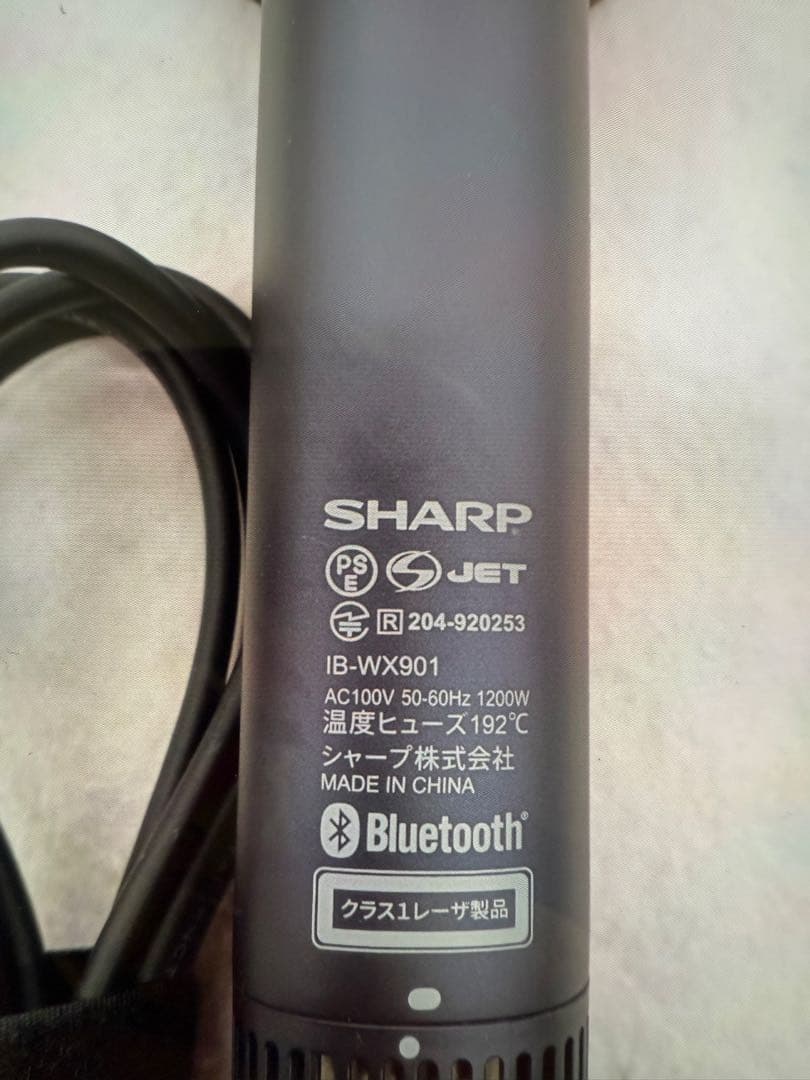 SHARP
PSE JET
R 204-920253
IB-WX901
AC100V 50-60Hz 1200W
温度ヒューズ192℃
シャープ株式会社
MADE IN CHINA
Bluetooth®
クラス1レーザ製品